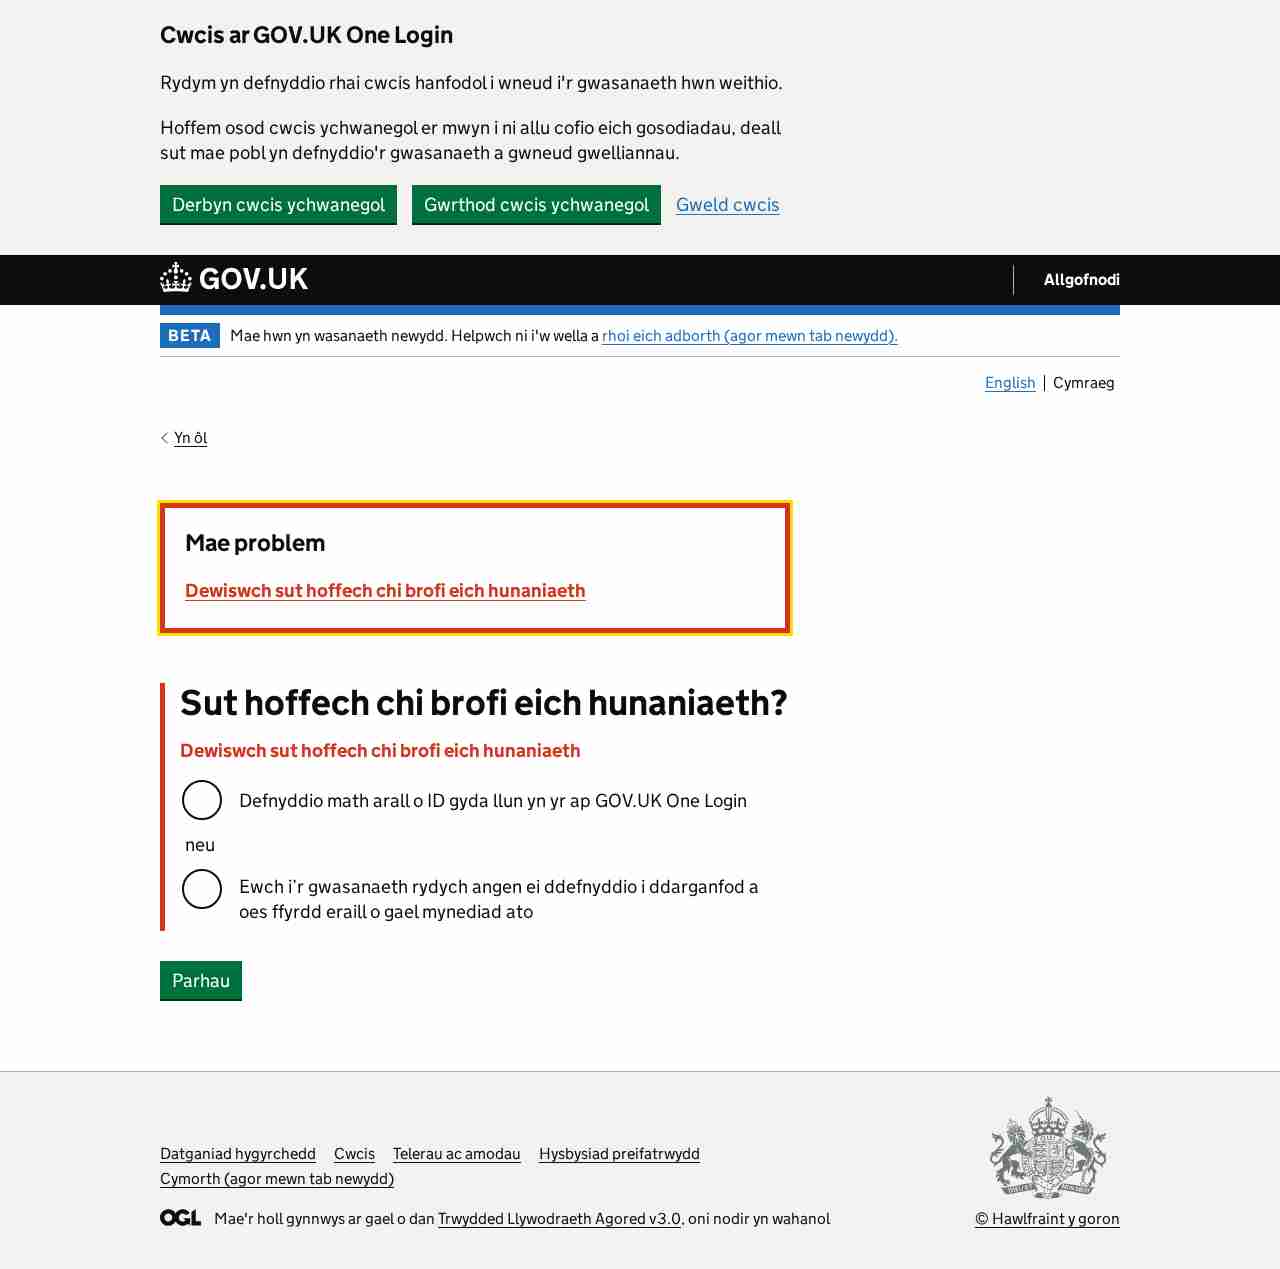 Cwcis ar GOV.UK One Login
Rydym yn defnyddio rhai cwcis hanfodol i wneud i'r gwasanaeth hwn weithio.
Hoffem osod cwcis ychwanegol er mwyn i ni allu cofio eich gosodiadau, deall
sut mae pobl yn defnyddio'r gwasanaeth a gwneud gwelliannau.
Derbyn cwcis ychwanegol Gwrthod cwcis ychwanegol Gweld cwcis
GOV.UK Allgofnodi
BETA Mae hwn yn wasanaeth newydd. Helpwch ni i'w wella a rhoi eich adborth (agor mewn tab newydd).
English Cymraeg
Yn ôl
Mae problem
Dewiswch sut hoffech chi brofi eich hunaniaeth
Sut hoffech chi brofi eich hunaniaeth?
Dewiswch sut hoffech chi brofi eich hunaniaeth
Defnyddio math arall o ID gyda llun yn yr ap GOV.UK One Login
neu
Ewch i’r gwasanaeth rydych angen ei ddefnyddio i ddarganfod a
oes ffyrdd eraill o gael mynediad ato
Parhau
Datganiad hygyrchedd Cwcis Telerau ac amodau Hysbysiad preifatrwydd
Cymorth (agor mewn tab newydd)
OGL Mae'r holl gynnwys ar gael o dan Trwydded Llywodraeth Agored v3.0, oni nodir yn wahanol
© Hawlfraint y goron